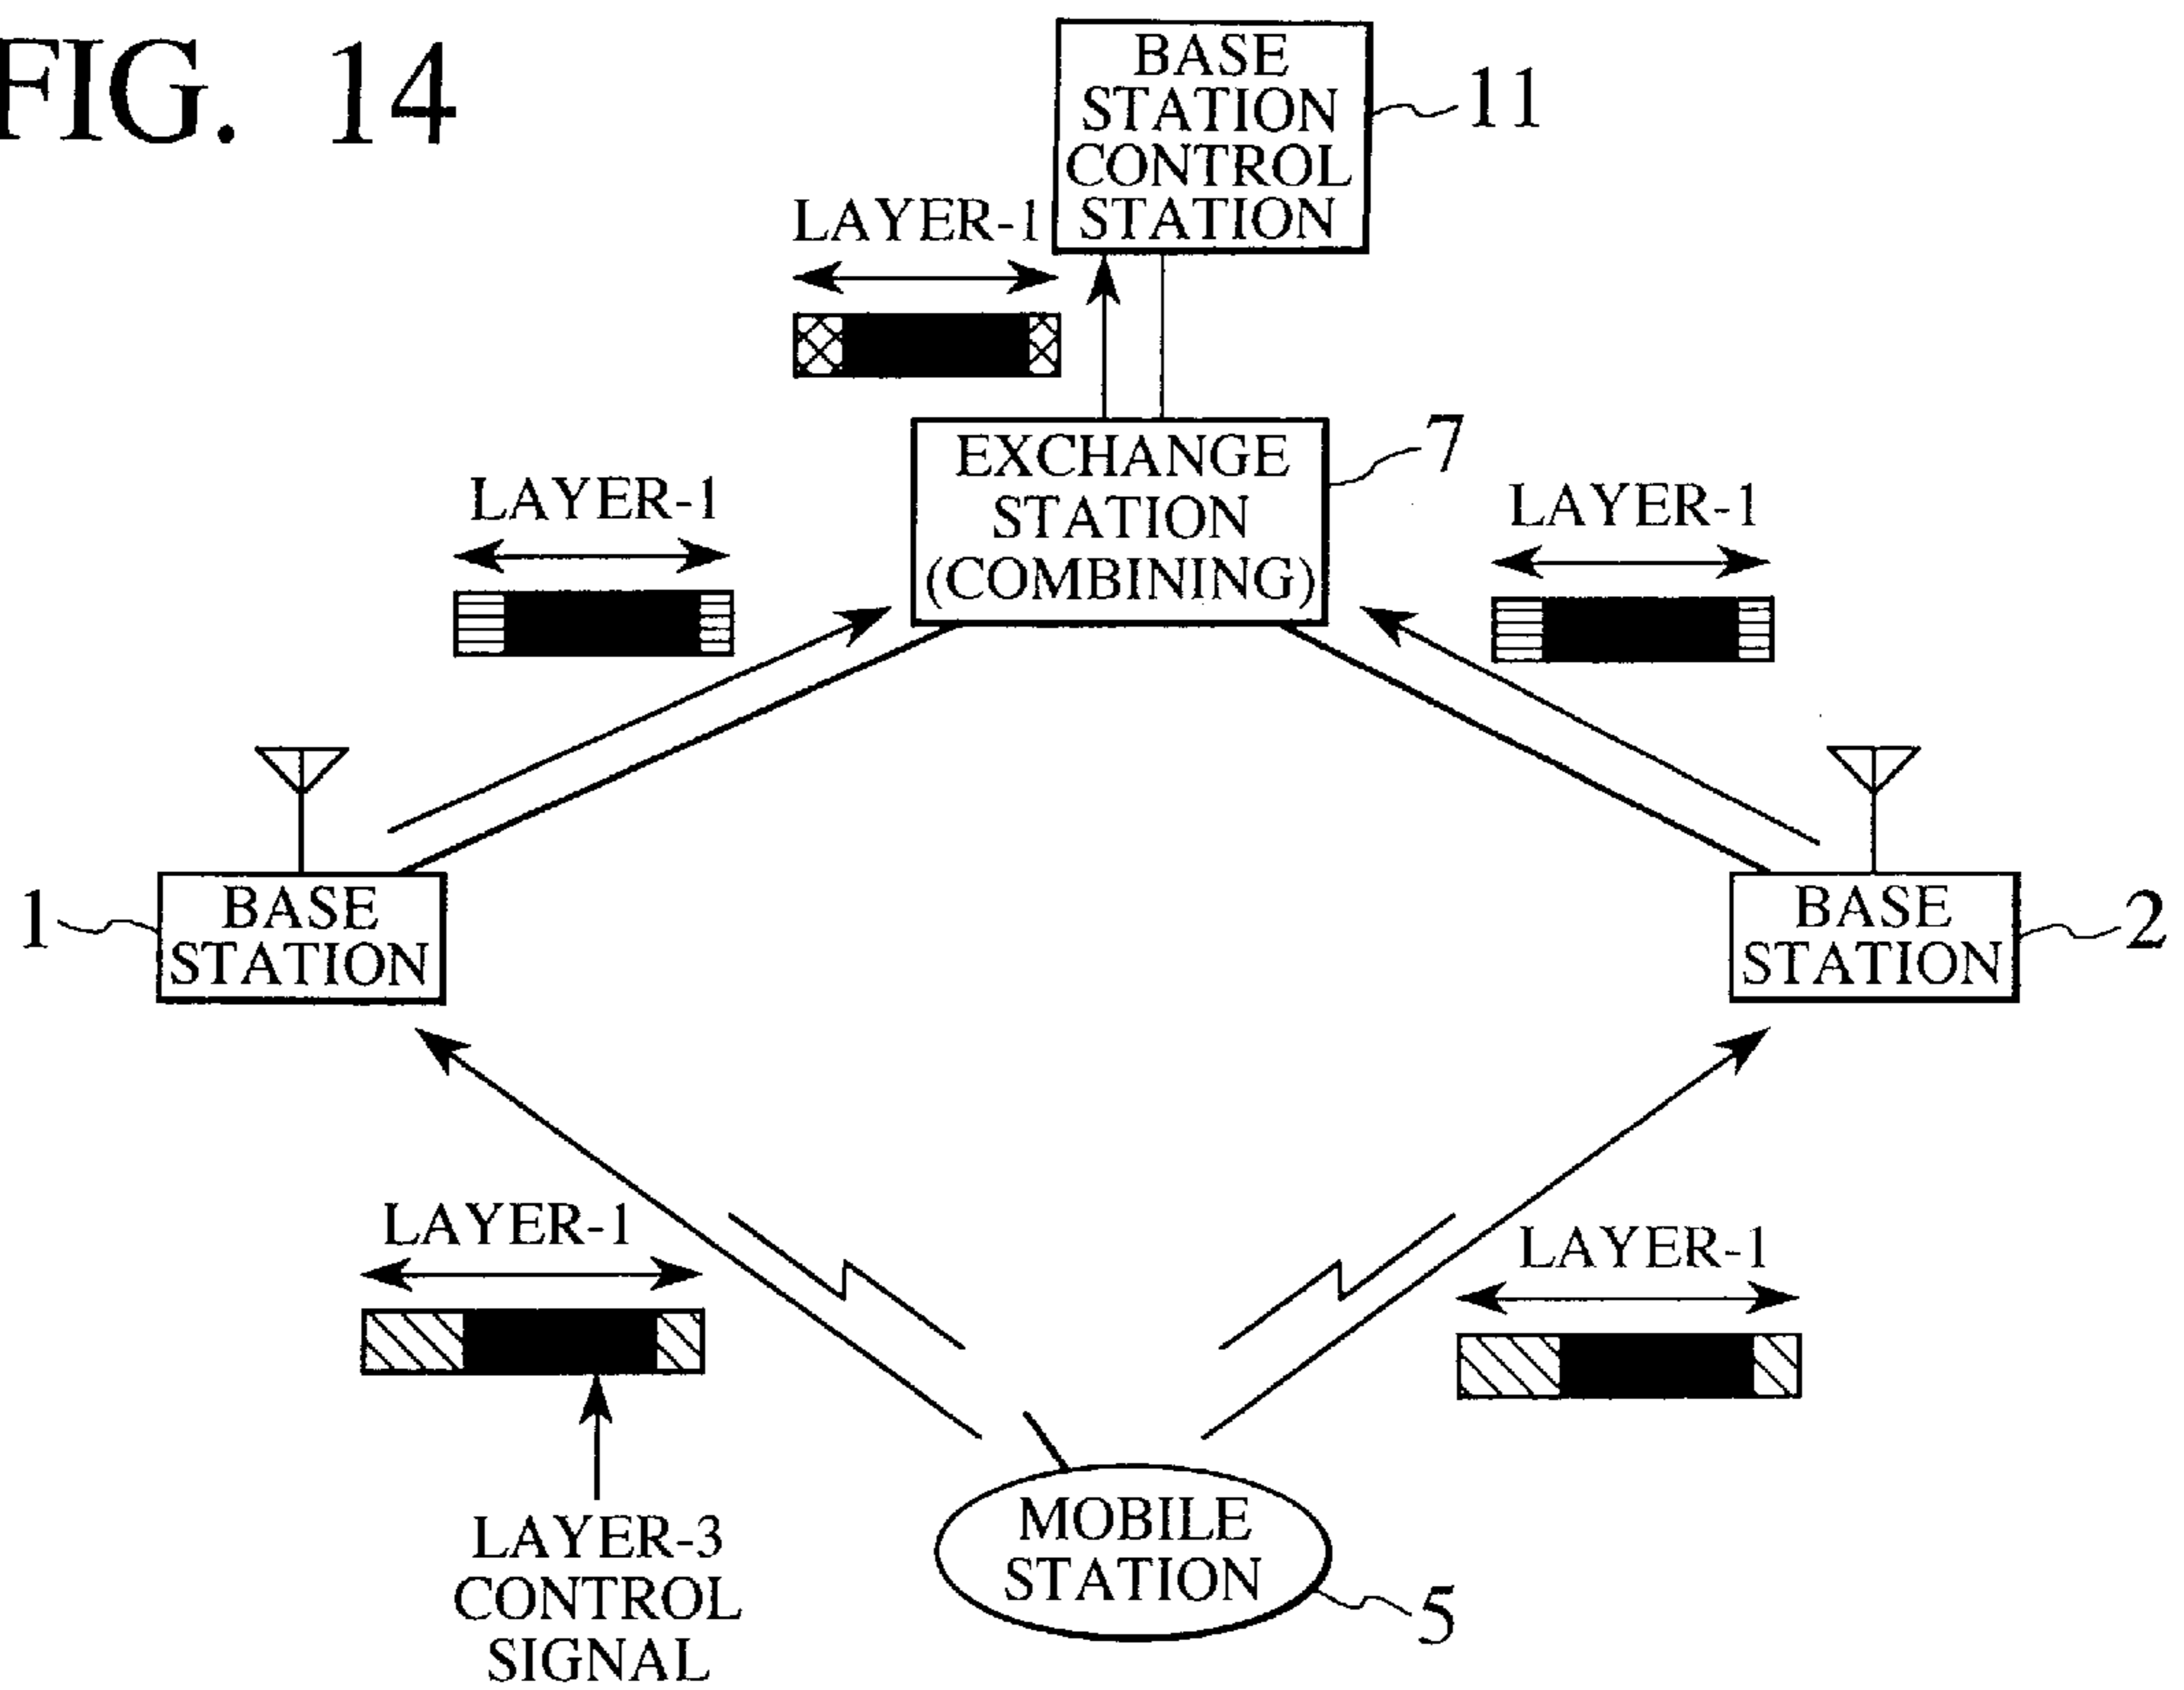 FIG. 14
BASE
STATION
CONTROL
STATION
11
LAYER-1
EXCHANGE
STATION
(COMBINING)
7
LAYER-1
LAYER-1
1
BASE
STATION
BASE
STATION
2
LAYER-1
LAYER-1
LAYER-3
CONTROL
SIGNAL
MOBILE
STATION
5